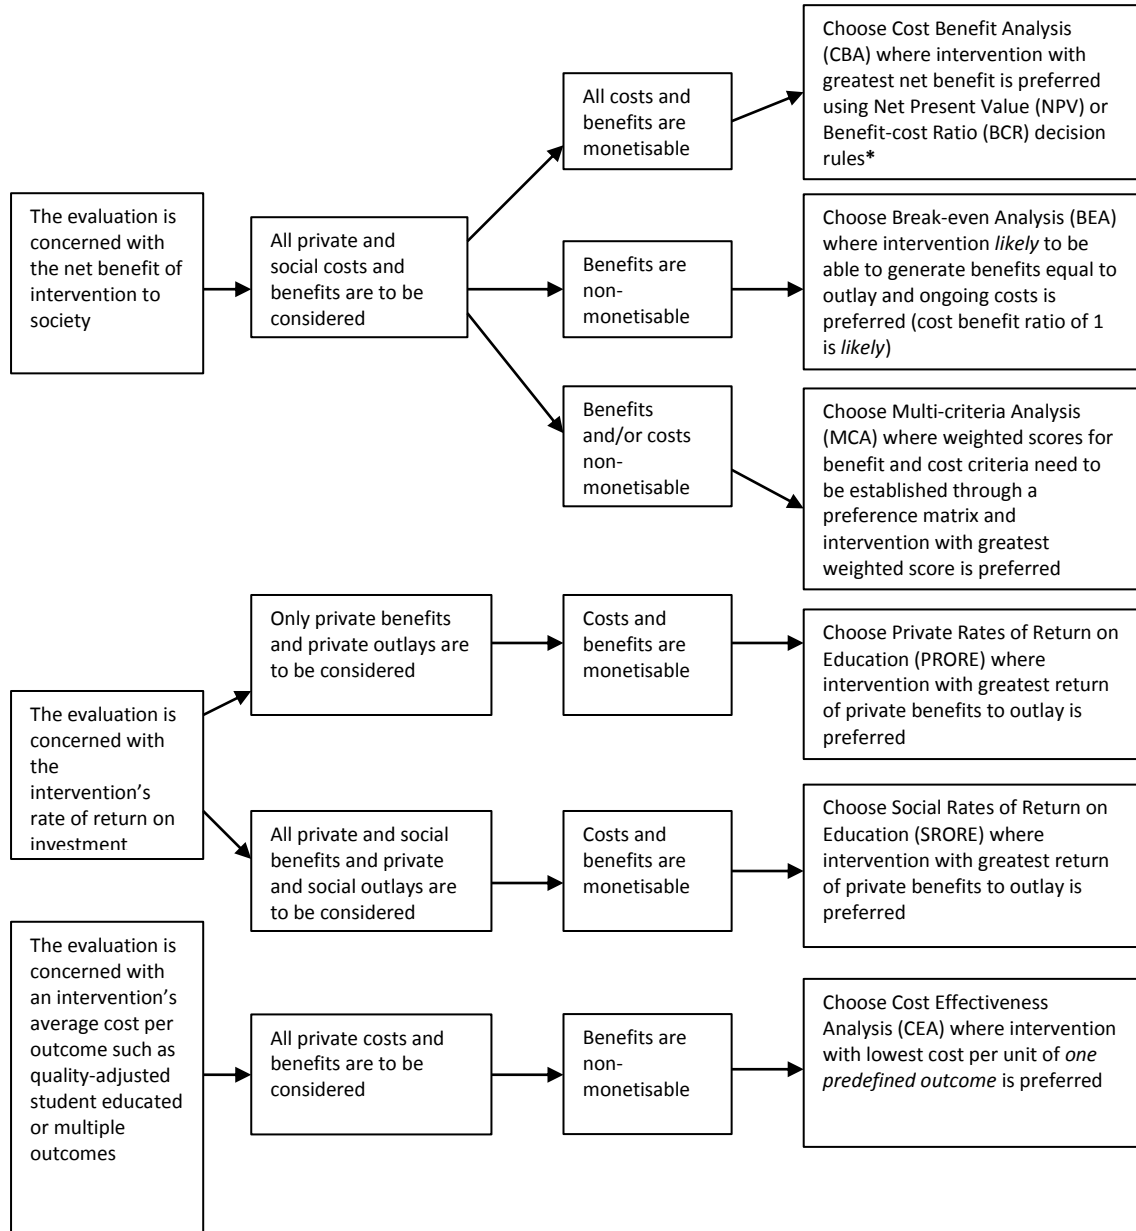 The evaluation is
concerned with
the net benefit of
intervention to
society
All private and
social costs and
benefits are to be
considered
All costs and
benefits are
monetisable
Choose Cost Benefit Analysis
(CBA) where intervention with
greatest net benefit is preferred
using Net Present Value (NPV) or
Benefit-cost Ratio (BCR) decision
rules*
Benefits are
non-
monetisable
Choose Break-even Analysis (BEA)
where intervention likely to be
able to generate benefits equal to
outlay and ongoing costs is
preferred (cost benefit ratio of 1
is likely)
Benefits
and/or costs
non-
monetisable
Choose Multi-criteria Analysis
(MCA) where weighted scores for
benefit and cost criteria need to
be established through a
preference matrix and
intervention with greatest
weighted score is preferred
The evaluation is
concerned with
the
intervention’s
rate of return on
investment
Only private benefits
and private outlays are
to be considered
Costs and
benefits are
monetisable
Choose Private Rates of Return on
Education (PRORE) where
intervention with greatest return
of private benefits to outlay is
preferred
All private and social
benefits and private
and social outlays are
to be considered
Costs and
benefits are
monetisable
Choose Social Rates of Return on
Education (SRORE) where
intervention with greatest return
of private benefits to outlay is
preferred
The evaluation is
concerned with
an intervention’s
average cost per
outcome such as
quality-adjusted
student educated
or multiple
outcomes
All private costs and
benefits are to be
considered
Benefits are
non-
monetisable
Choose Cost Effectiveness
Analysis (CEA) where intervention
with lowest cost per unit of one
predefined outcome is preferred